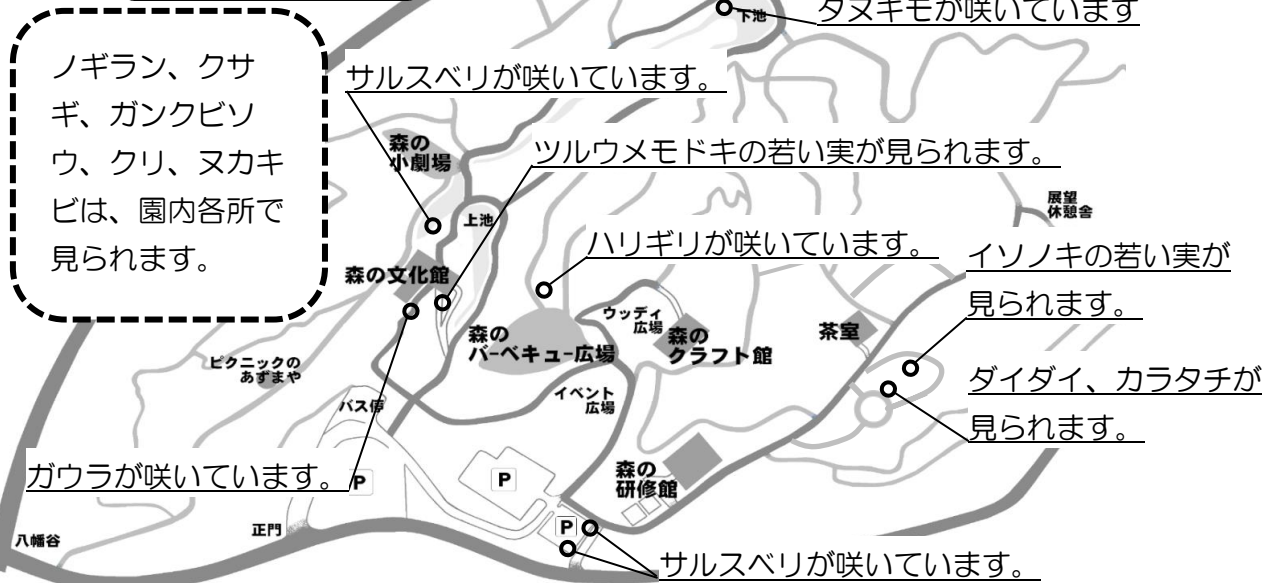 タヌキモが咲いています
下池
ノギラン、クサ
ギ、ガンクビソ
ウ、クリ、ヌカキ
ビは、園内各所で
見られます。
サルスベリが咲いています。
森の
小劇場
ツルウメモドキの若い実が見られます。
上池
展望
休憩舎
ハリギリが咲いています。
イソノキの若い実が
見られます。
森の文化館
ウッディ
広場
森の
クラフト館
茶室
森の
バーベキュー広場
ピクニックの
あずまや
バス停
イベント
広場
ダイダイ、カラタチが
見られます。
ガウラが咲いています。
P
P
森の
研修館
正門
P
八幡谷
サルスベリが咲いています。